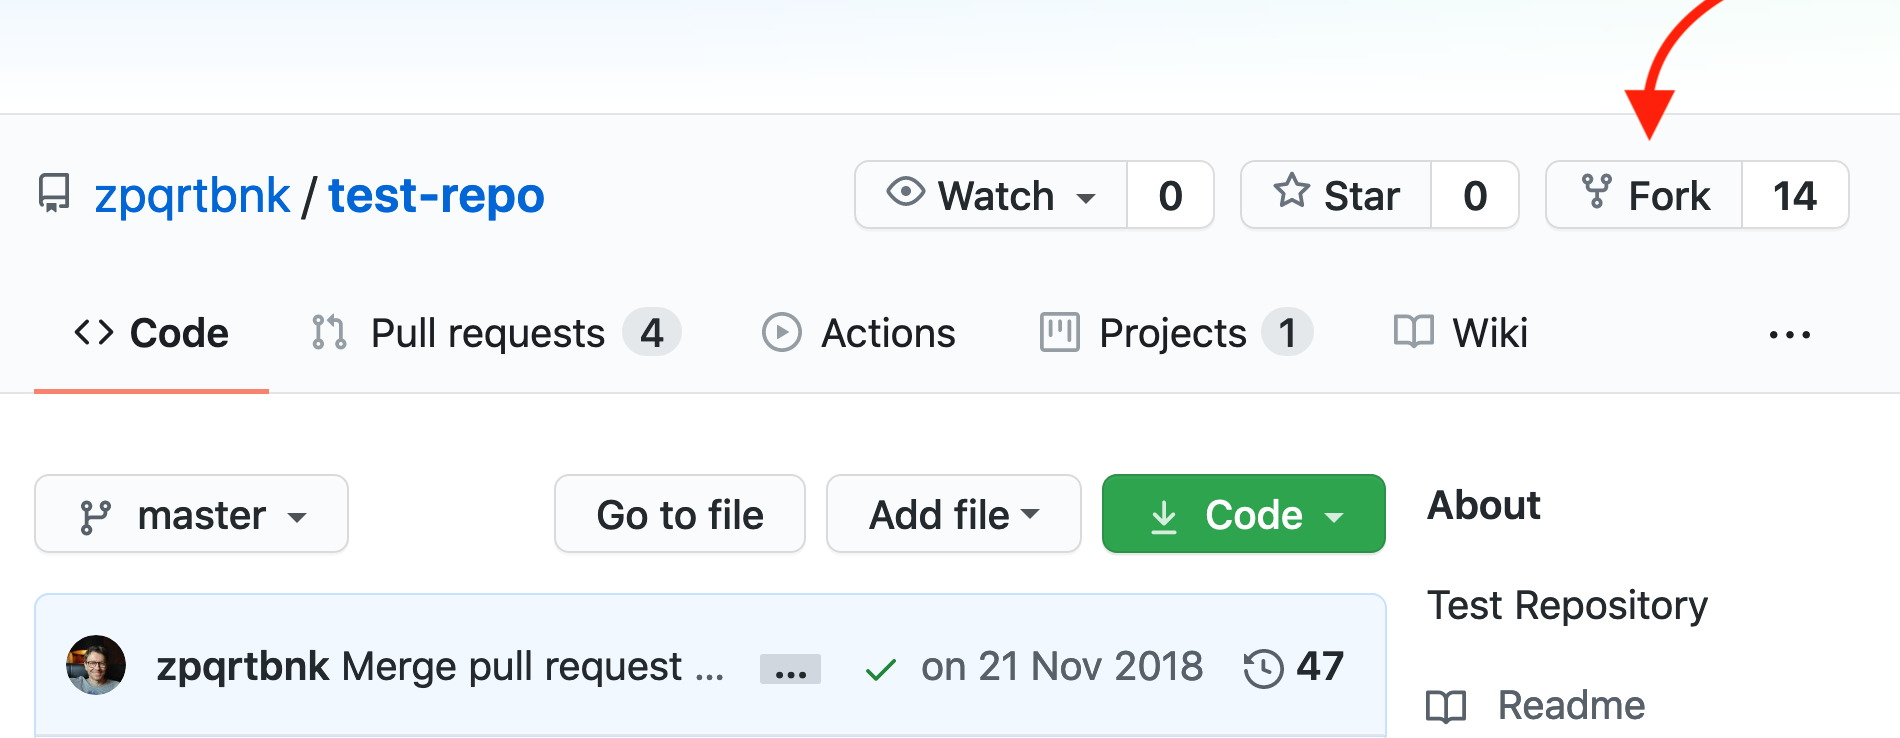 zpqrtbnk / test-repo
Watch 0
Star 0
Fork 14
Code
Pull requests 4
Actions
Projects 1
Wiki
...
master
Go to file
Add file
Code
About
Test Repository
zpqrtbnk Merge pull request ... ... on 21 Nov 2018 47
Readme